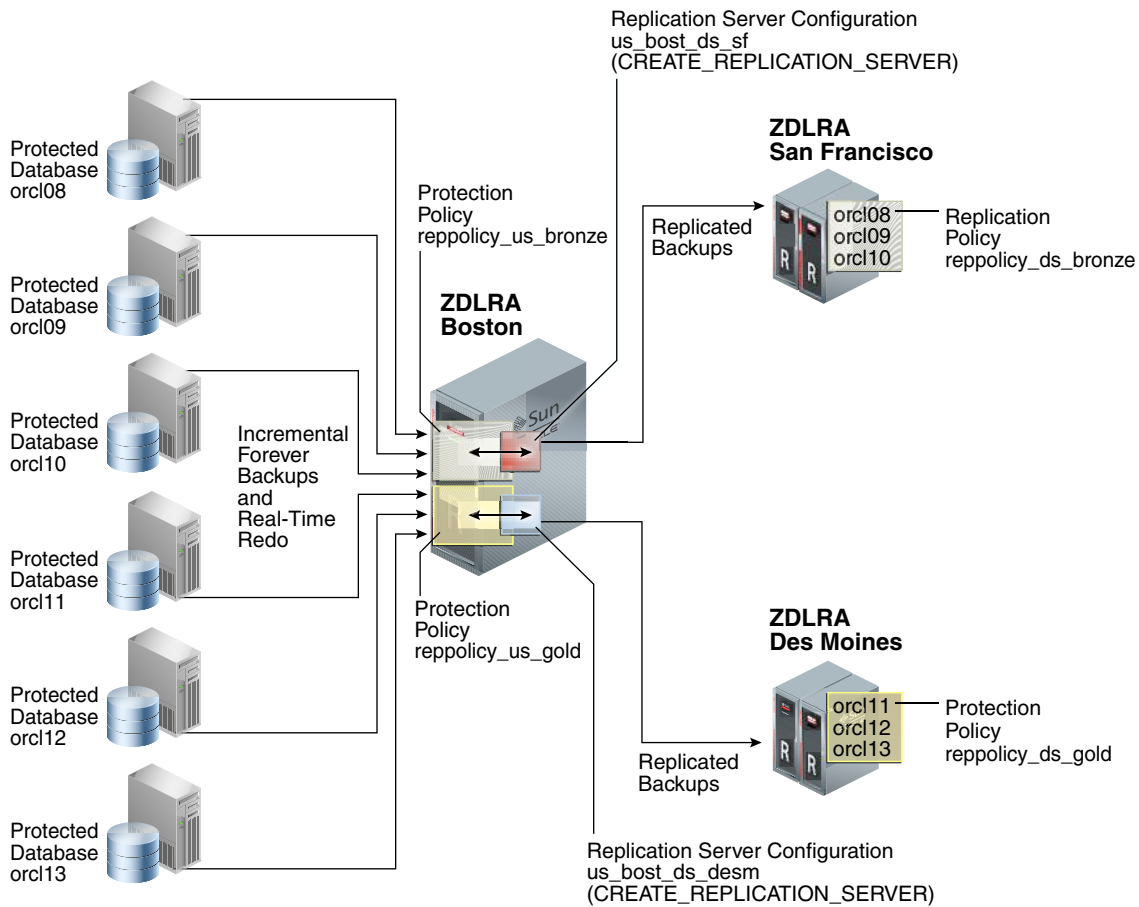 Replication Server Configuration
us_bost_ds_sf
(CREATE_REPLICATION_SERVER)
ZDLRA
San Francisco
Protected
Database
orcl08
Protection
Policy
reppolicy_us_bronze
Replicated
Backups
orcl08
orcl09
orcl10
R
R
Replication
Policy
reppolicy_ds_bronze
Protected
Database
orcl09
ZDLRA
Boston
Sun
Protected
Database
orcl10
Incremental
Forever
Backups
and
Real-Time
Redo
Protected
Database
orcl11
Protection
Policy
reppolicy_us_gold
ZDLRA
Des Moines
Protected
Database
orcl12
orcl11
orcl12
orcl13
R
R
Protection
Policy
reppolicy_ds_gold
Replicated
Backups
Protected
Database
orcl13
Replication Server Configuration
us_bost_ds_desm
(CREATE_REPLICATION_SERVER)